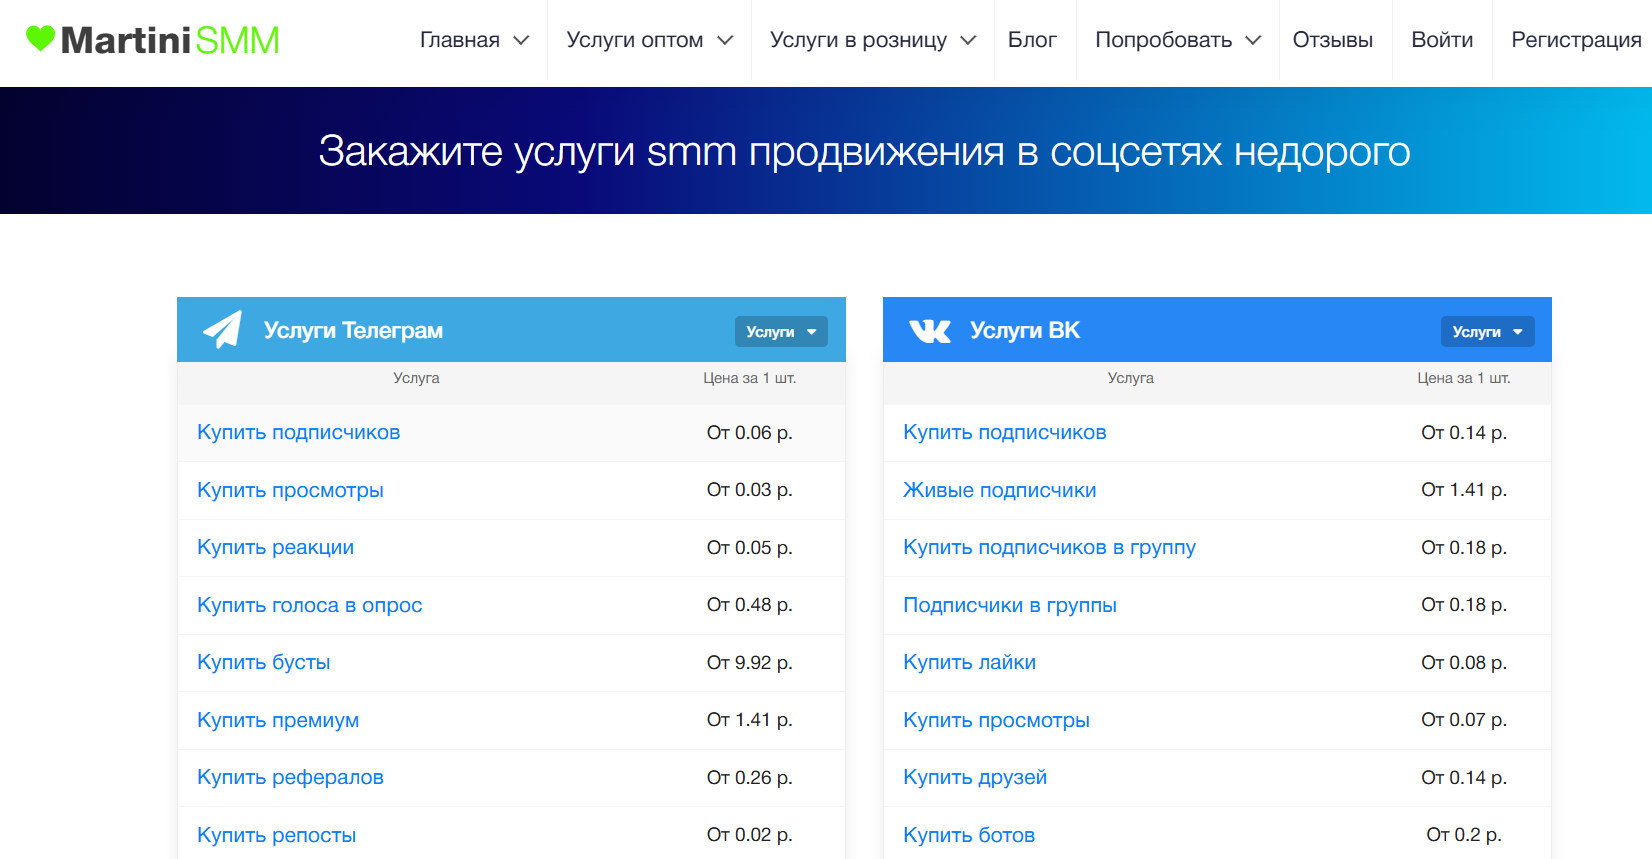 MartiniSMM
Главная
Услуги оптом
Услуги в розницу
Блог
Попробовать
Отзывы
Войти
Регистрация
Закажите услуги smm продвижения в соцсетях недорого
Услуги Телеграм
Услуги
Услуга Цена за 1 шт.
Купить подписчиков От 0.06 р.
Купить просмотры От 0.03 р.
Купить реакции От 0.05 р.
Купить голоса в опрос От 0.48 р.
Купить бусты От 9.92 р.
Купить премиум От 1.41 р.
Купить рефералов От 0.26 р.
Купить репосты От 0.02 р.
Услуги ВК
Услуги
Услуга Цена за 1 шт.
Купить подписчиков От 0.14 р.
Живые подписчики От 1.41 р.
Купить подписчиков в группу От 0.18 р.
Подписчики в группы От 0.18 р.
Купить лайки От 0.08 р.
Купить просмотры От 0.07 р.
Купить друзей От 0.14 р.
Купить ботов От 0.2 р.